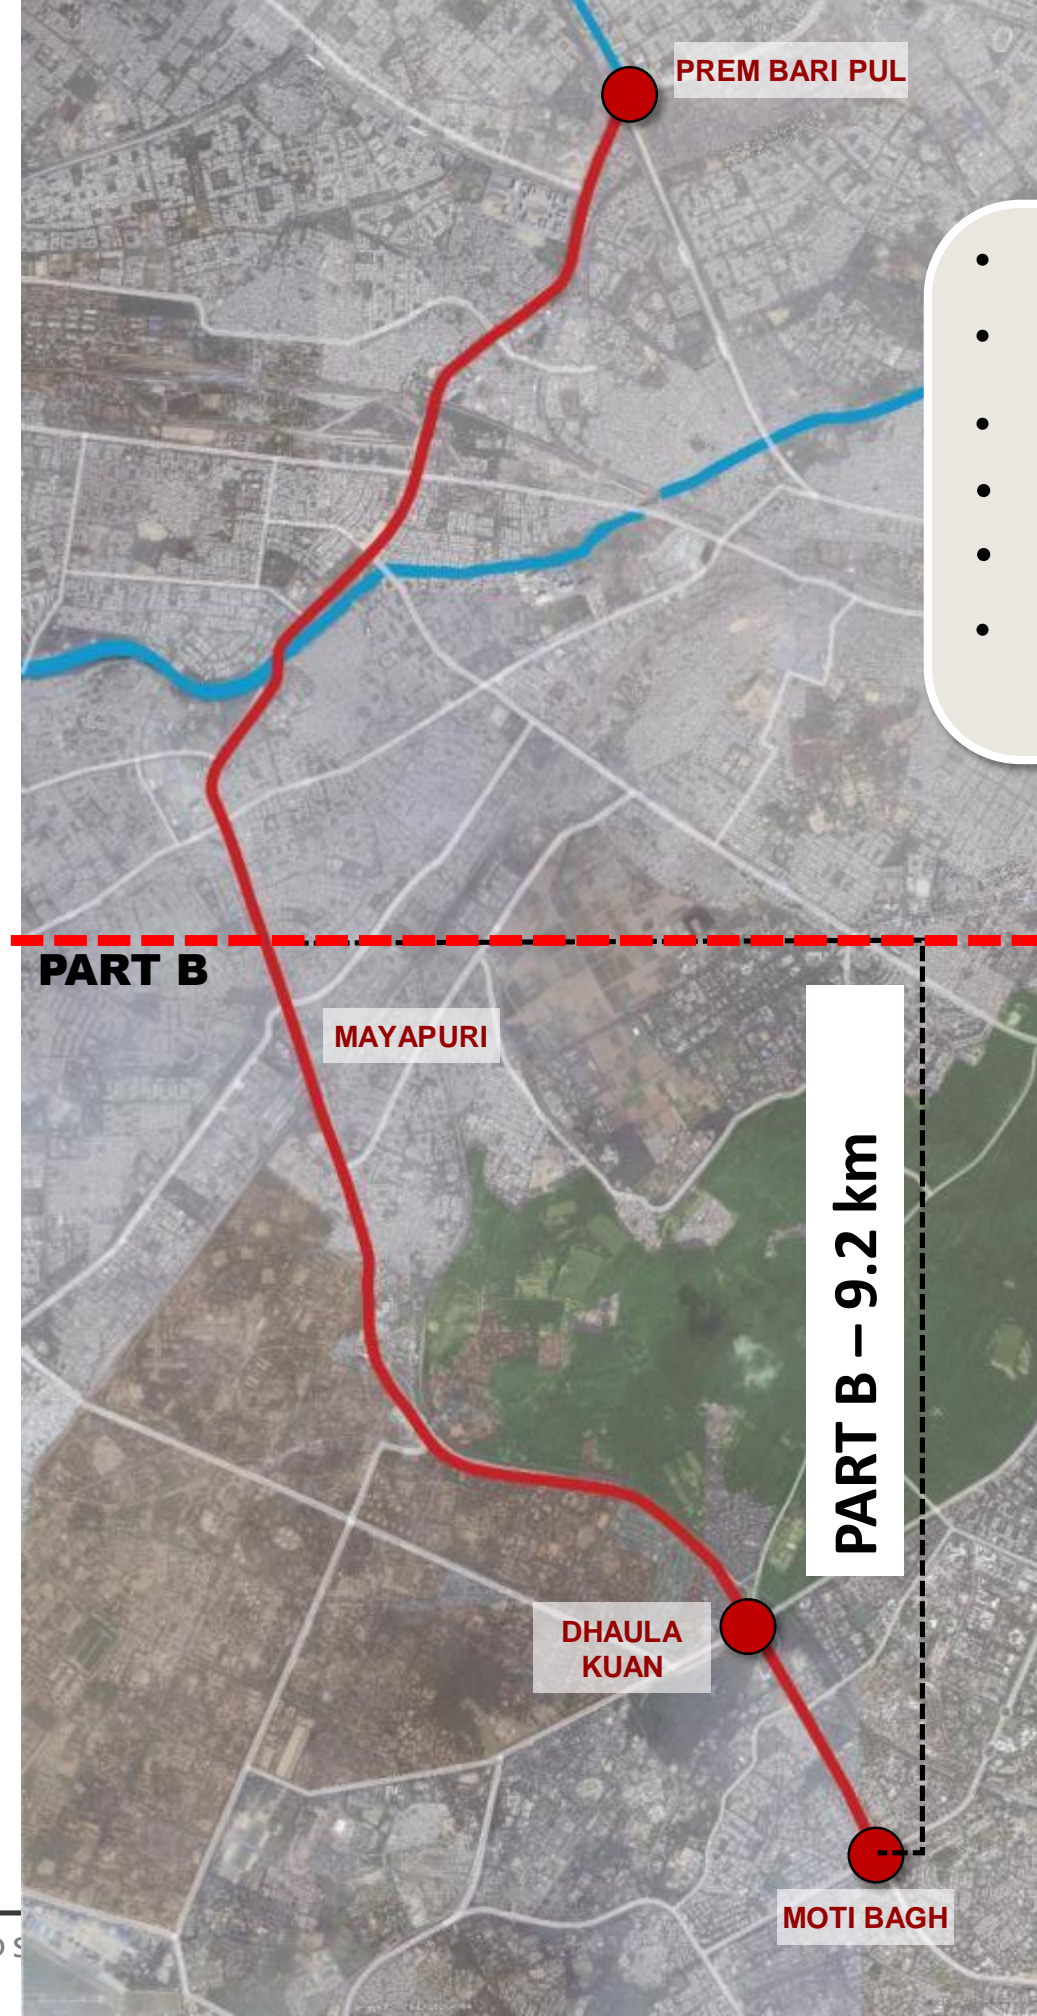 PREM BARI PUL
•
•
•
•
•
•
PART B
MAYAPURI
PART B – 9.2 km
DHAULA
KUAN
MOTI BAGH